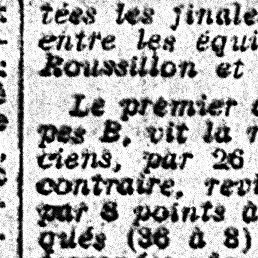 tées les finale
entre les équi
Roussillon et
Le premier
pes B, vit la
ciens, par 26
contraire, revi
par 8 points à
qués (36 à 8)